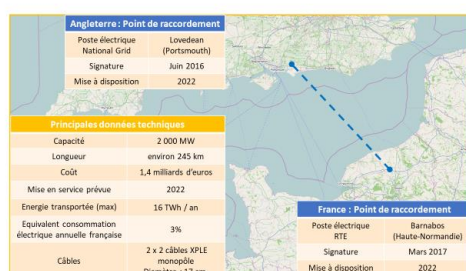 Angleterre : Point de raccordement
Poste électrique Lovedean
National Grid (Portsmouth)
Signature Juin 2016
Mise à disposition 2022
Principales données techniques
Capacité 2 000 MW
Longueur environ 245 km
Coût 1,4 milliards d'euros
Mise en service prévue 2022
Energie transportée (max) 16 TWh / an
Equivalent consommation
électrique annuelle française 3%
Câbles 2 x 2 câbles XPLE
monopôle
Diamètre : 17 cm
France : Point de raccordement
Poste électrique Barnabos
RTE (Haute-Normandie)
Signature Mars 2017
Mise à disposition 2022